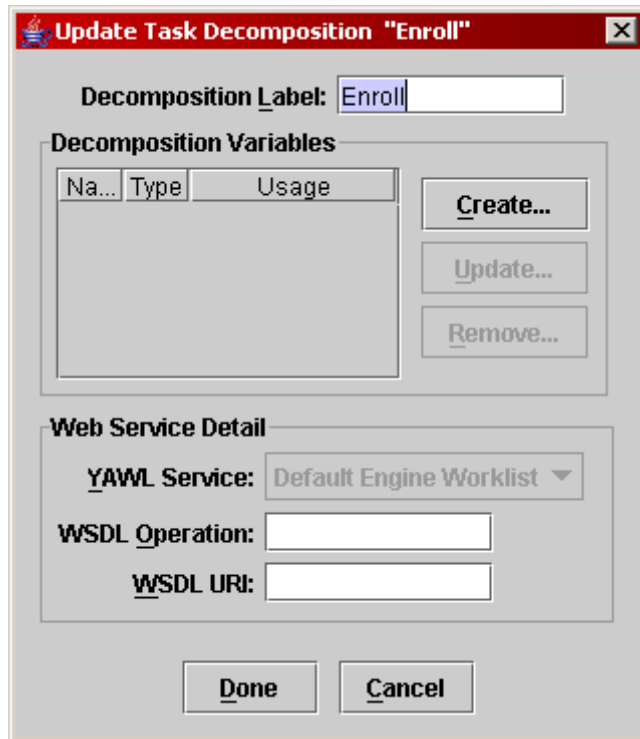 Update Task Decomposition "Enroll"
Decomposition Label: Enroll
Decomposition Variables
Na... Type Usage
Create...
Update...
Remove...
Web Service Detail
YAWL Service: Default Engine Worklist
WSDL Operation:
WSDL URI:
Done Cancel